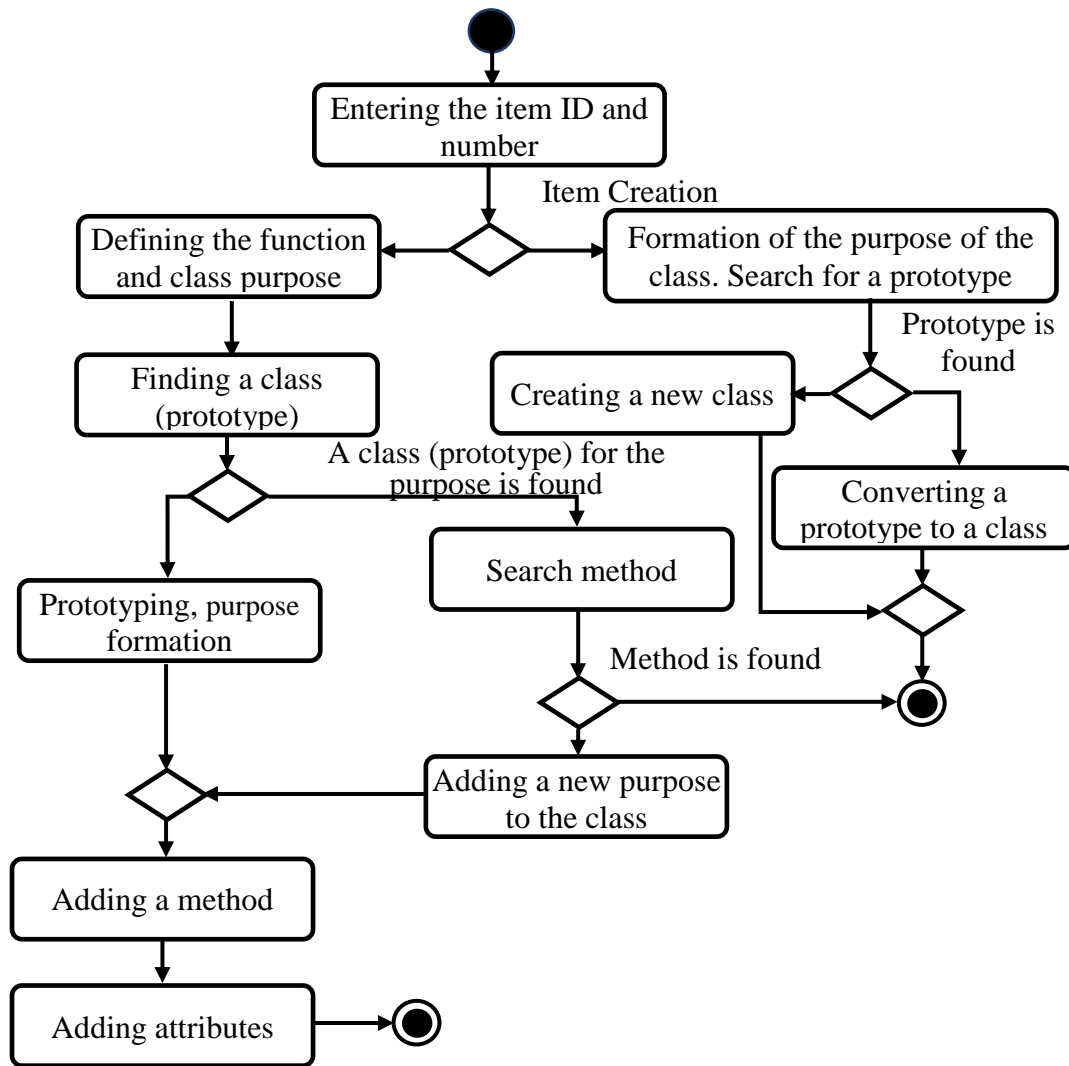 Entering the item ID and
number
Item Creation
Defining the function
and class purpose
Formation of the purpose of the
class. Search for a prototype
Prototype is
found
Finding a class
(prototype)
Creating a new class
A class (prototype) for the
purpose is found
Converting a
prototype to a class
Search method
Prototyping, purpose
formation
Method is found
Adding a new purpose
to the class
Adding a method
Adding attributes